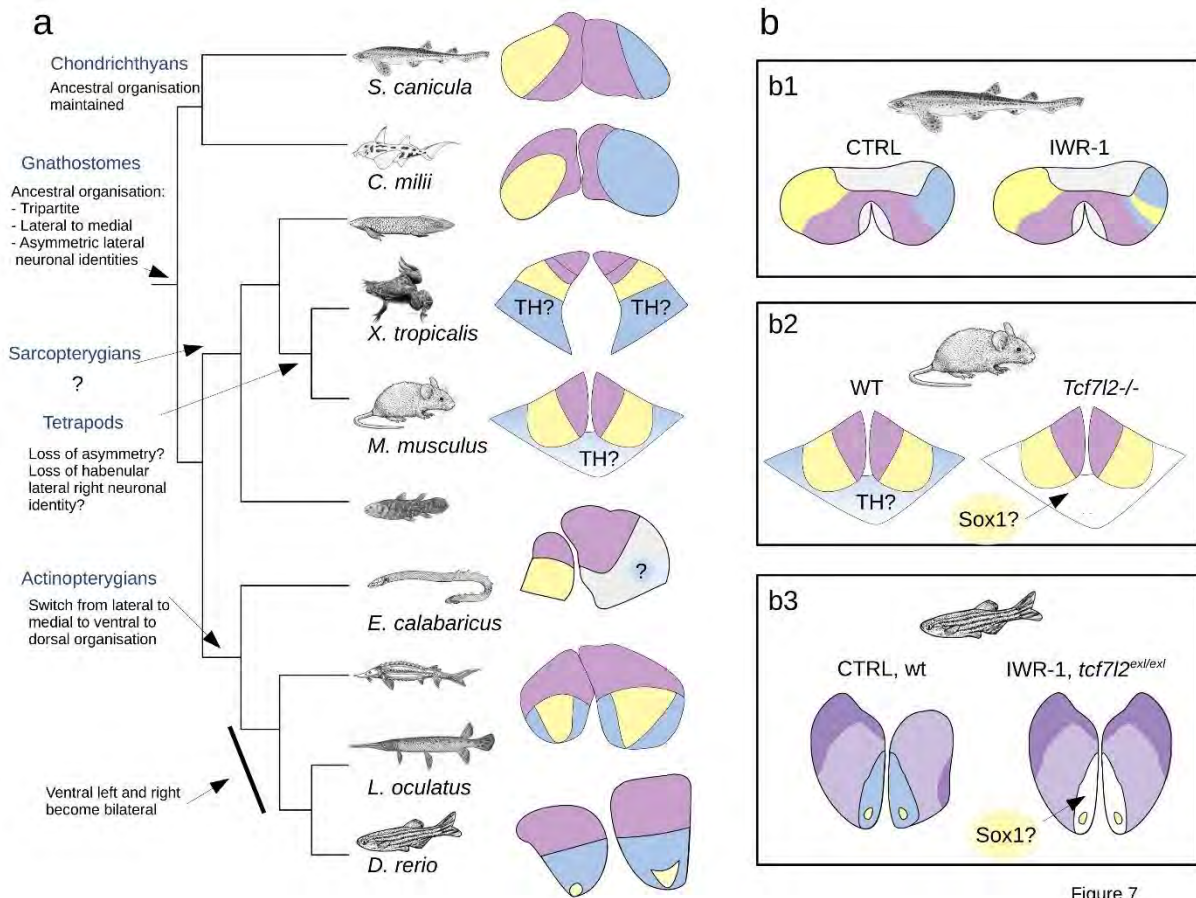 a
Chondrichthyans
Ancestral organisation
maintained
S. canicula
Gnathostomes
C. milii
Ancestral organisation:
- Tripartite
- Lateral to medial
- Asymmetric lateral
neuronal identities
TH?
TH?
X. tropicalis
Sarcopterygians
?
Tetrapods
M. musculus
TH?
Loss of asymmetry?
Loss of habenular
lateral right neuronal
identity?
Actinopterygians
?
Switch from lateral to
medial to ventral to
dorsal organisation
E. calabaricus
Ventral left and right
become bilateral
L. oculatus
D. rerio
b
b1
CTRL
IWR-1
b2
WT
Tcf7l2-/-
TH?
Sox1?
b3
CTRL, wt
IWR-1, tcf7l2exl/exl
Sox1?
Figure 7